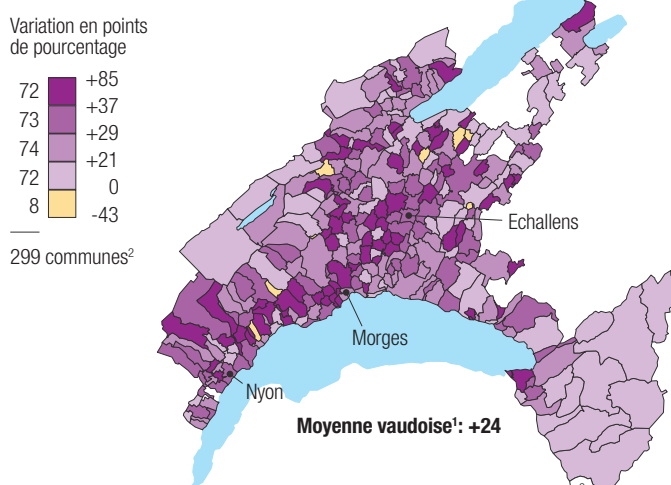 Variation en points
de pourcentage
+85
72
+37
73
+29
74
+21
72
0
8
-43
299 communes²
Echallens
Morges
Nyon
Moyenne vaudoise¹: +24